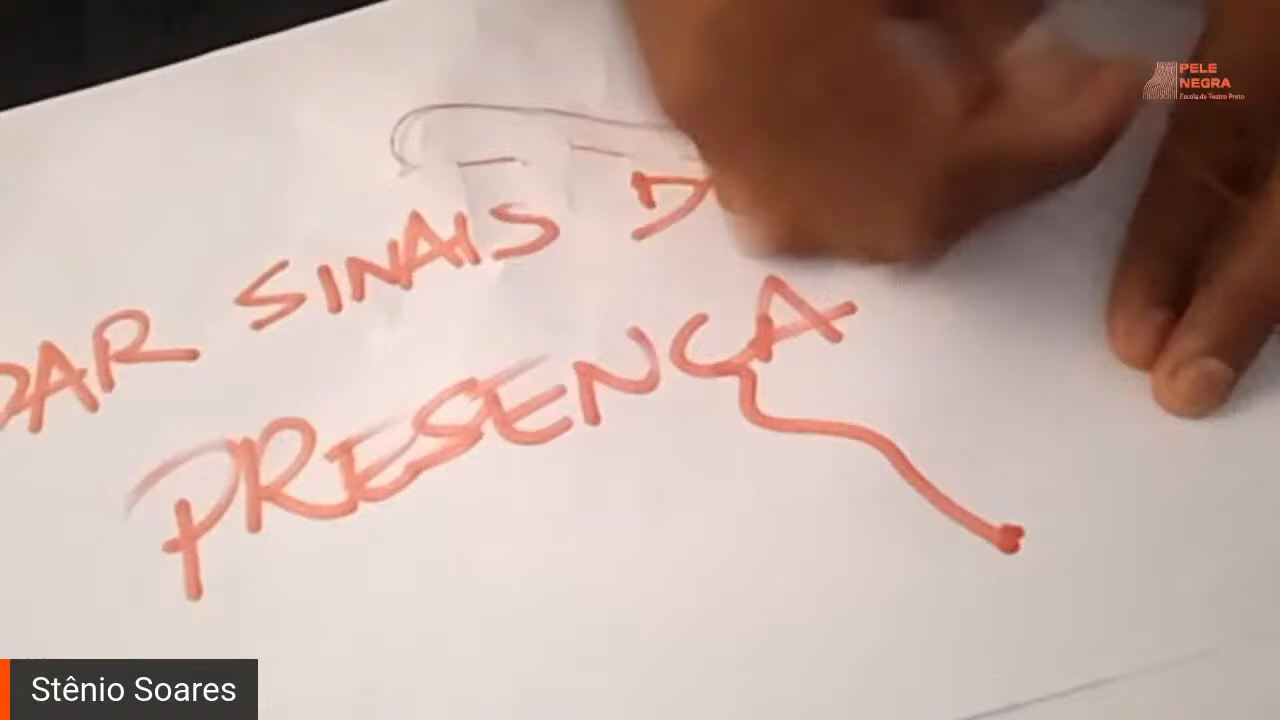 PELE
NEGRA
Escola de Teatro Preto
DAR SINAIS D
PRESENÇA
Stênio Soares